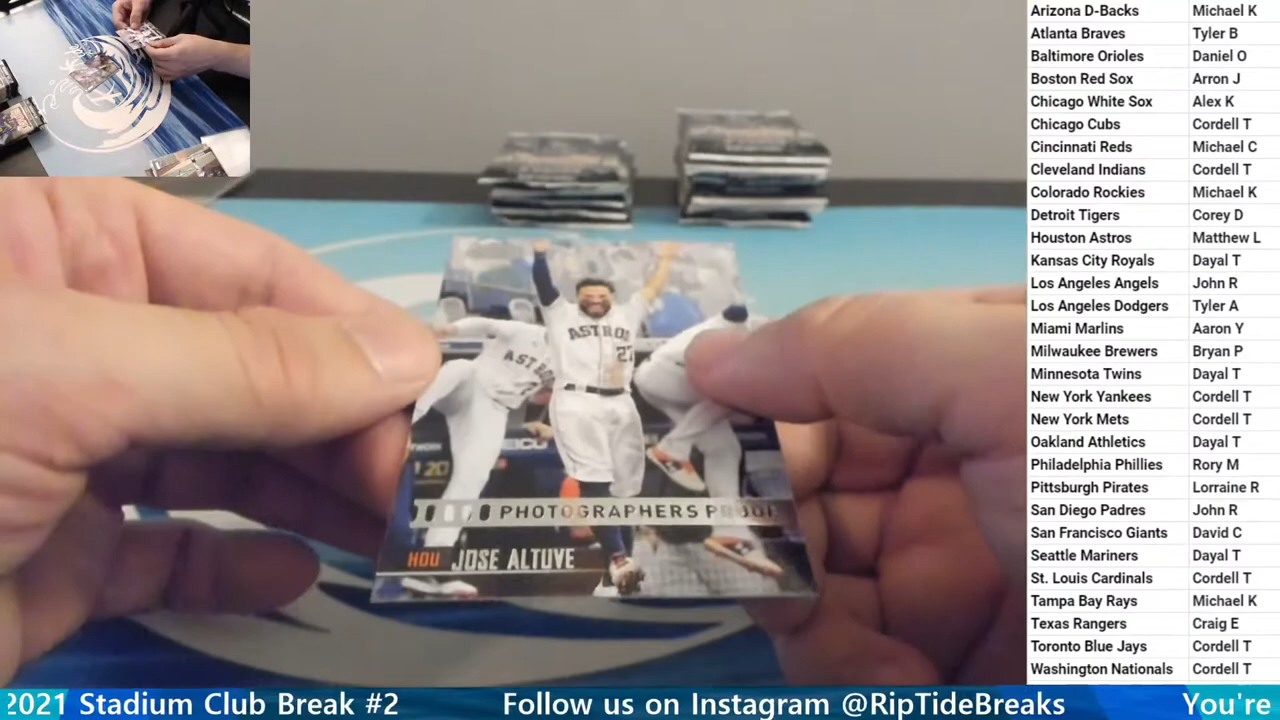 Arizona D-Backs Michael K
Atlanta Braves Tyler B
Baltimore Orioles Daniel O
Boston Red Sox Arron J
Chicago White Sox Alex K
Chicago Cubs Cordell T
Cincinnati Reds Michael C
Cleveland Indians Cordell T
Colorado Rockies Michael K
Detroit Tigers Corey D
Houston Astros Matthew L
Kansas City Royals Dayal T
Los Angeles Angels John R
Los Angeles Dodgers Tyler A
Miami Marlins Aaron Y
Milwaukee Brewers Bryan P
Minnesota Twins Dayal T
New York Yankees Cordell T
New York Mets Cordell T
Oakland Athletics Dayal T
Philadelphia Phillies Rory M
Pittsburgh Pirates Lorraine R
San Diego Padres John R
San Francisco Giants David C
Seattle Mariners Dayal T
St. Louis Cardinals Cordell T
Tampa Bay Rays Michael K
Texas Rangers Craig E
Toronto Blue Jays Cordell T
Washington Nationals Cordell T
ASTROS
27
GEICO
PHOTOGRAPHERS PROOF
HOU JOSE ALTUVE
2021 Stadium Club Break #2 Follow us on Instagram @RipTideBreaks You're